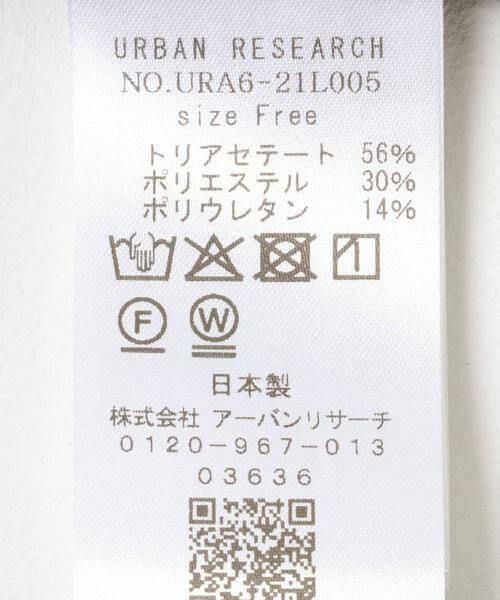 URBAN RESEARCH
NO.URA6-21L005
size Free
トリアセテート 56%
ポリエステル 30%
ポリウレタン 14%
F W
日本製
株式会社 アーバンリサーチ
0120-967-013
03636